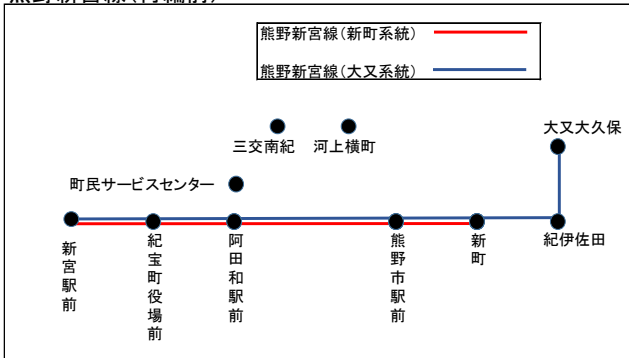 熊野新宮線(新町系統)
熊野新宮線(大又系統)
大又大久保
三交南紀
河上横町
町民サービスセンター
新宮駅前
紀宝町役場前
阿田和駅前
熊野市駅前
新町
紀伊佐田